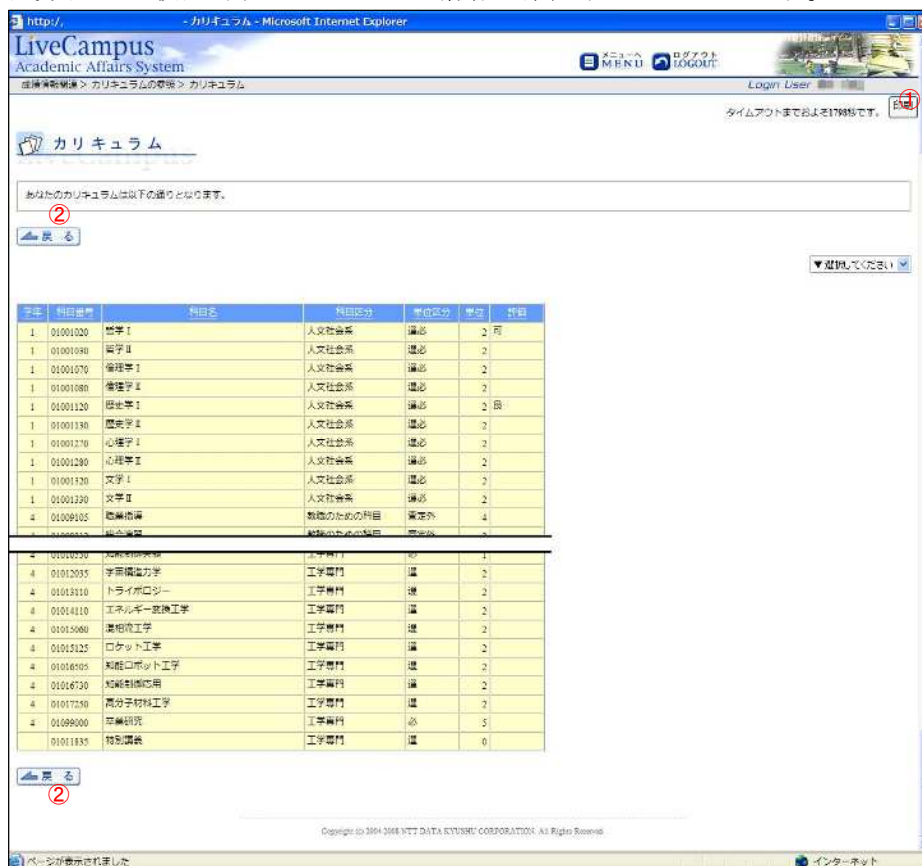 http:/, - カリキュラム - Microsoft Internet Explorer
LiveCampus
Academic Affairs System
メニューへ MENU ログアウト LOGOUT
成績情報関連 > カリキュラムの参照 > カリキュラム
Login User
①
タイムアウトまでおよそ1798秒です。 印刷
カリキュラム
あなたのカリキュラムは以下の通りとなります。
②
戻る
▼選択してください
学年 科目番号 科目名 科目区分 単位区分 単位 評価
1 01001020 哲学Ⅰ 人文社会系 選必 2 可
1 01001030 哲学Ⅱ 人文社会系 選必 2
1 01001070 倫理学Ⅰ 人文社会系 選必 2
1 01001080 倫理学Ⅱ 人文社会系 選必 2
1 01001120 歴史学Ⅰ 人文社会系 選必 2 良
1 01001130 歴史学Ⅱ 人文社会系 選必 2
1 01001270 心理学Ⅰ 人文社会系 選必 2
1 01001280 心理学Ⅱ 人文社会系 選必 2
1 01001320 文学Ⅰ 人文社会系 選必 2
1 01001330 文学Ⅱ 人文社会系 選必 2
4 01009105 職業指導 教職のための科目 査定外 4
4 01012035 宇宙構造力学 工学専門 選 2
4 01013110 トライボロジー 工学専門 選 2
4 01014110 エネルギー変換工学 工学専門 選 2
4 01015060 混相流工学 工学専門 選 2
4 01015125 ロケット工学 工学専門 選 2
4 01016505 知能ロボット工学 工学専門 選 2
4 01016730 知能制御応用 工学専門 選 2
4 01017250 高分子材料工学 工学専門 選 2
4 01099000 卒業研究 工学専門 必 5
01011835 特別講義 工学専門 選 0
戻る
②
Copyright (c) 2004-2008 NTT DATA KYUSHU CORPORATION. All Rights Reserved
ページが表示されました インターネット